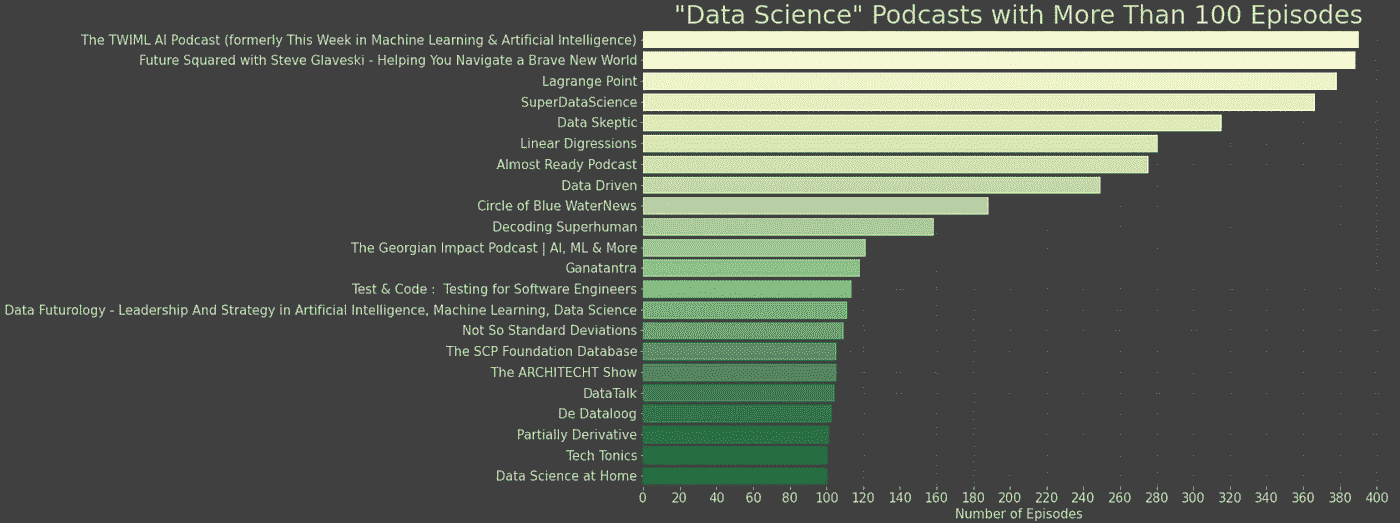 "Data Science" Podcasts with More Than 100 Episodes
The TWIML AI Podcast (formerly This Week in Machine Learning & Artificial Intelligence)
Future Squared with Steve Glaveski - Helping You Navigate a Brave New World
Lagrange Point
SuperDataScience
Data Skeptic
Linear Digressions
Almost Ready Podcast
Data Driven
Circle of Blue WaterNews
Decoding Superhuman
The Georgian Impact Podcast | AI, ML & More
Ganatantra
Test & Code : Testing for Software Engineers
Data Futurology - Leadership And Strategy in Artificial Intelligence, Machine Learning, Data Science
Not So Standard Deviations
The SCP Foundation Database
The ARCHITECHT Show
DataTalk
De Dataloog
Partially Derivative
Tech Tonics
Data Science at Home
0 20 40 60 80 100 120 140 160 180 200 220 240 260 280 300 320 340 360 380 400
Number of Episodes